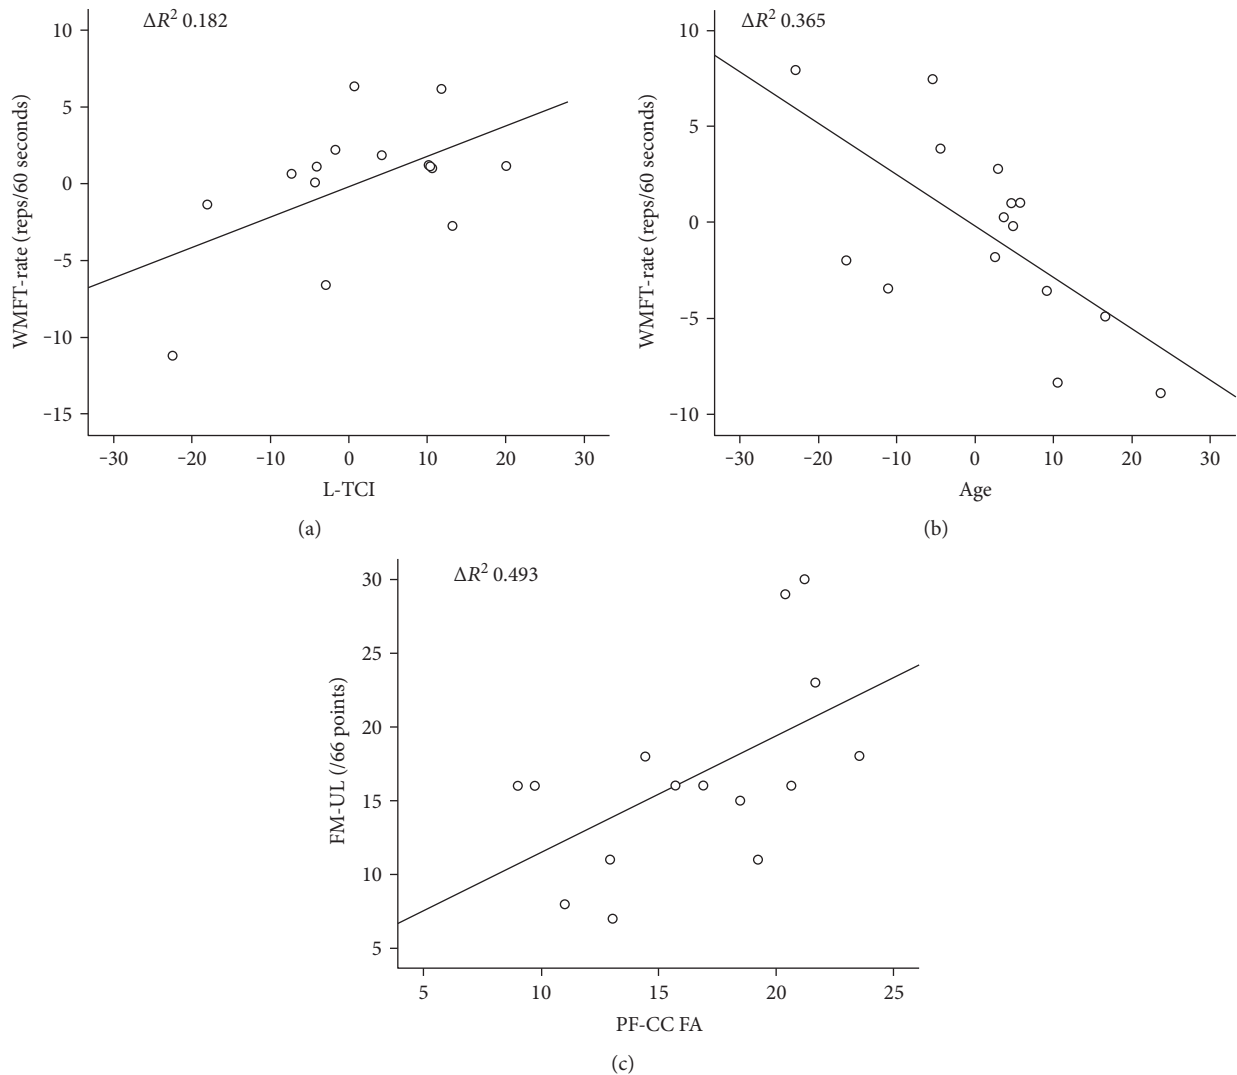 ΔR² 0.182
10
5
0
-5
-10
-15
WMFT-rate (reps/60 seconds)
-30 -20 -10 0 10 20 30
L-TCI
(a)
ΔR² 0.365
10
5
0
-5
-10
WMFT-rate (reps/60 seconds)
-30 -20 -10 0 10 20 30
Age
(b)
ΔR² 0.493
30
25
20
15
10
5
FM-UL (/66 points)
5 10 15 20 25
PF-CC FA
(c)